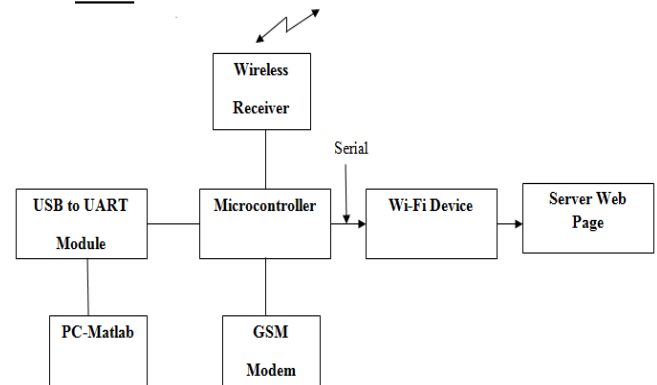 Wireless
Receiver
Serial
USB to UART
Module
Microcontroller
Wi-Fi Device
Server Web
Page
PC-Matlab
GSM
Modem